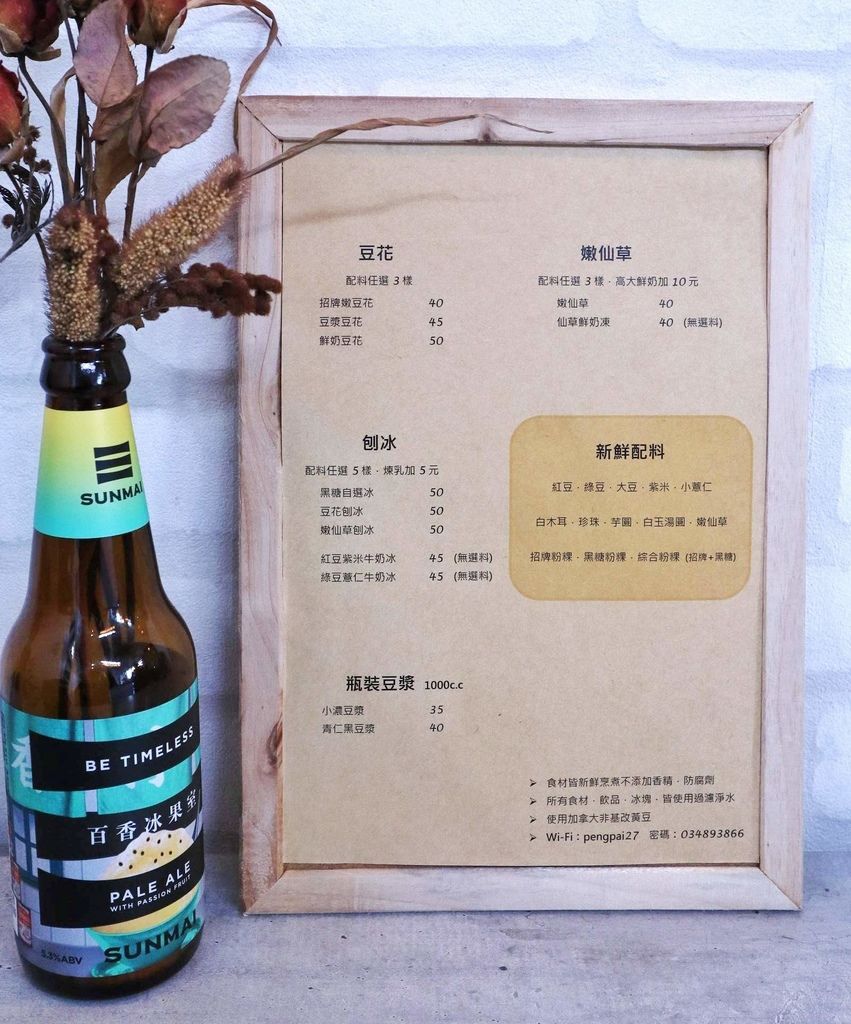 豆花
配料任選 3 樣
招牌嫩豆花 40
豆漿豆花 45
鮮奶豆花 50
嫩仙草
配料任選 3 樣．高大鮮奶加 10 元
嫩仙草 40
仙草鮮奶凍 40 (無選料)
刨冰
配料任選 5 樣．煉乳加 5 元
黑糖自選冰 50
豆花刨冰 50
嫩仙草刨冰 50
紅豆紫米牛奶冰 45 (無選料)
綠豆薏仁牛奶冰 45 (無選料)
新鮮配料
紅豆．綠豆．大豆．紫米．小薏仁
白木耳．珍珠．芋圓．白玉湯圓．嫩仙草
招牌粉粿．黑糖粉粿．綜合粉粿 (招牌+黑糖)
瓶裝豆漿 1000c.c
小濃豆漿 35
青仁黑豆漿 40
➢ 食材皆新鮮烹煮不添加香精．防腐劑
➢ 所有食材．飲品．冰塊．皆使用過濾淨水
➢ 使用加拿大非基改黃豆
➢ Wi-Fi：pengpai27 密碼：034893866
SUNMAI
BE TIMELESS
百香冰果室
PALE ALE
WITH PASSION FRUIT
SUNMAI
5.3%ABV